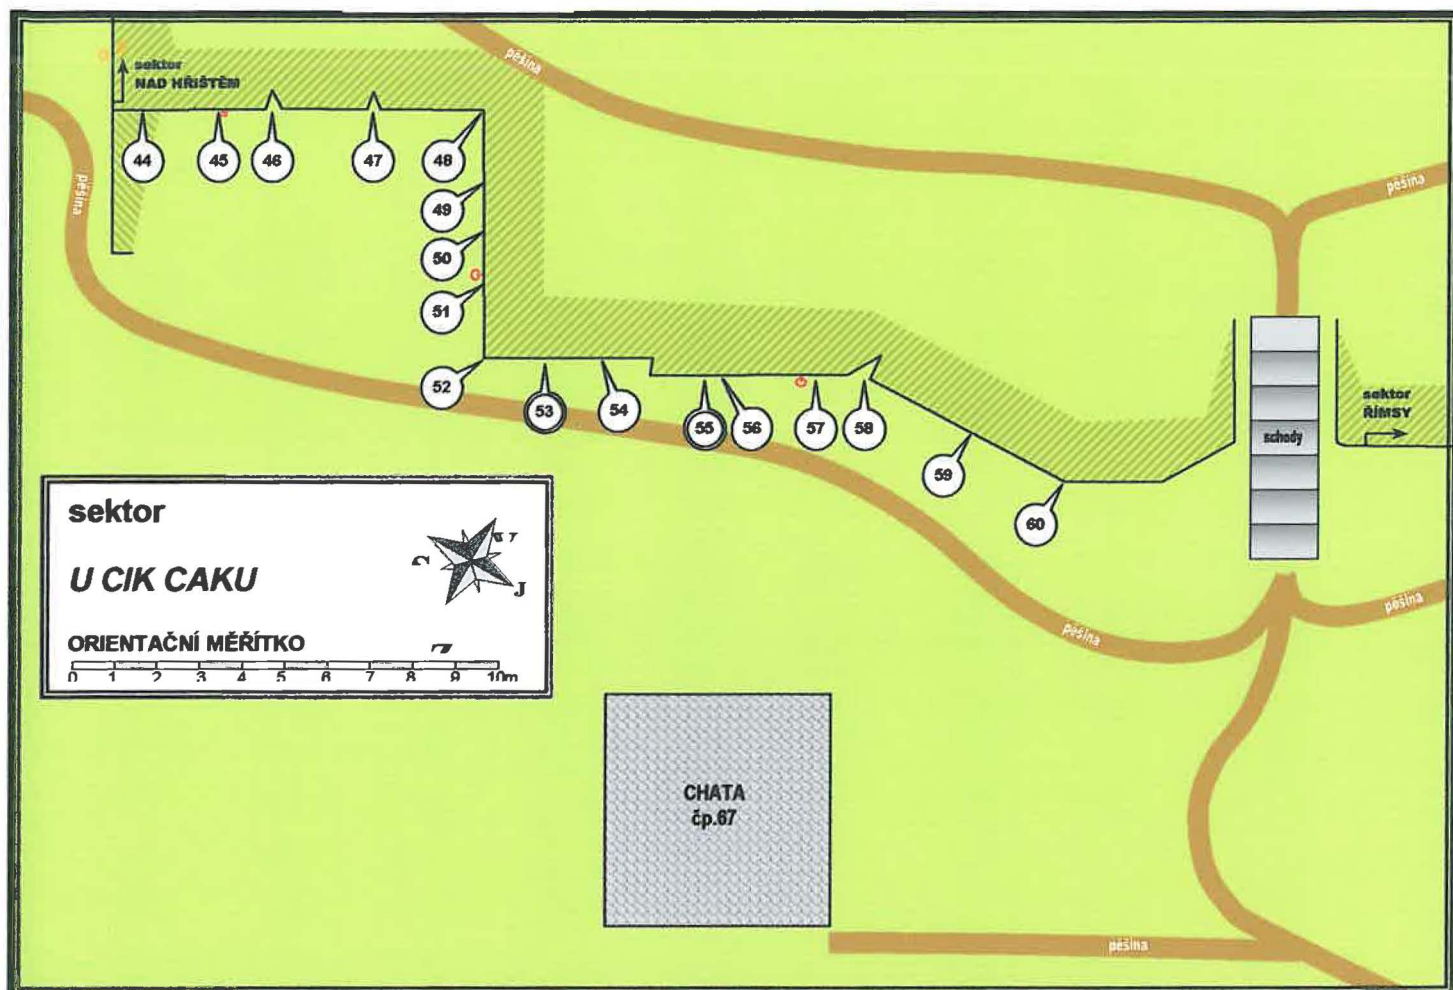 sektor
NAD HŘIŠTĚM
pěšina
pěšina
pěšina
44
45
46
47
48
49
50
51
52
53
54
55
56
57
58
59
60
schody
sektor
ŘÍMSY
sektor
U CIK CAKU
J
ORIENTAČNÍ MĚŘÍTKO
0 1 2 3 4 5 6 7 8 9 10m
pěšina
pěšina
CHATA
čp.67
pěšina